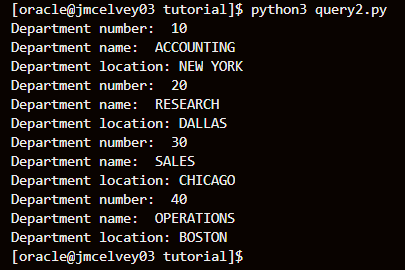 [oracle@jmcelvey03 tutorial]$ python3 query2.py
Department number:  10
Department name:  ACCOUNTING
Department location: NEW YORK
Department number:  20
Department name:  RESEARCH
Department location: DALLAS
Department number:  30
Department name:  SALES
Department location: CHICAGO
Department number:  40
Department name:  OPERATIONS
Department location: BOSTON
[oracle@jmcelvey03 tutorial]$